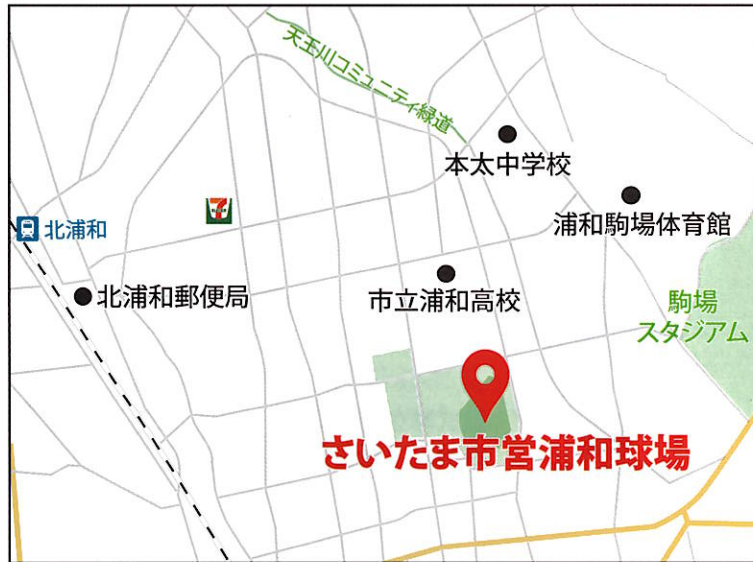 天王川コミュニティ緑道
本太中学校
浦和駒場体育館
北浦和
北浦和郵便局
市立浦和高校
駒場
スタジアム
さいたま市営浦和球場